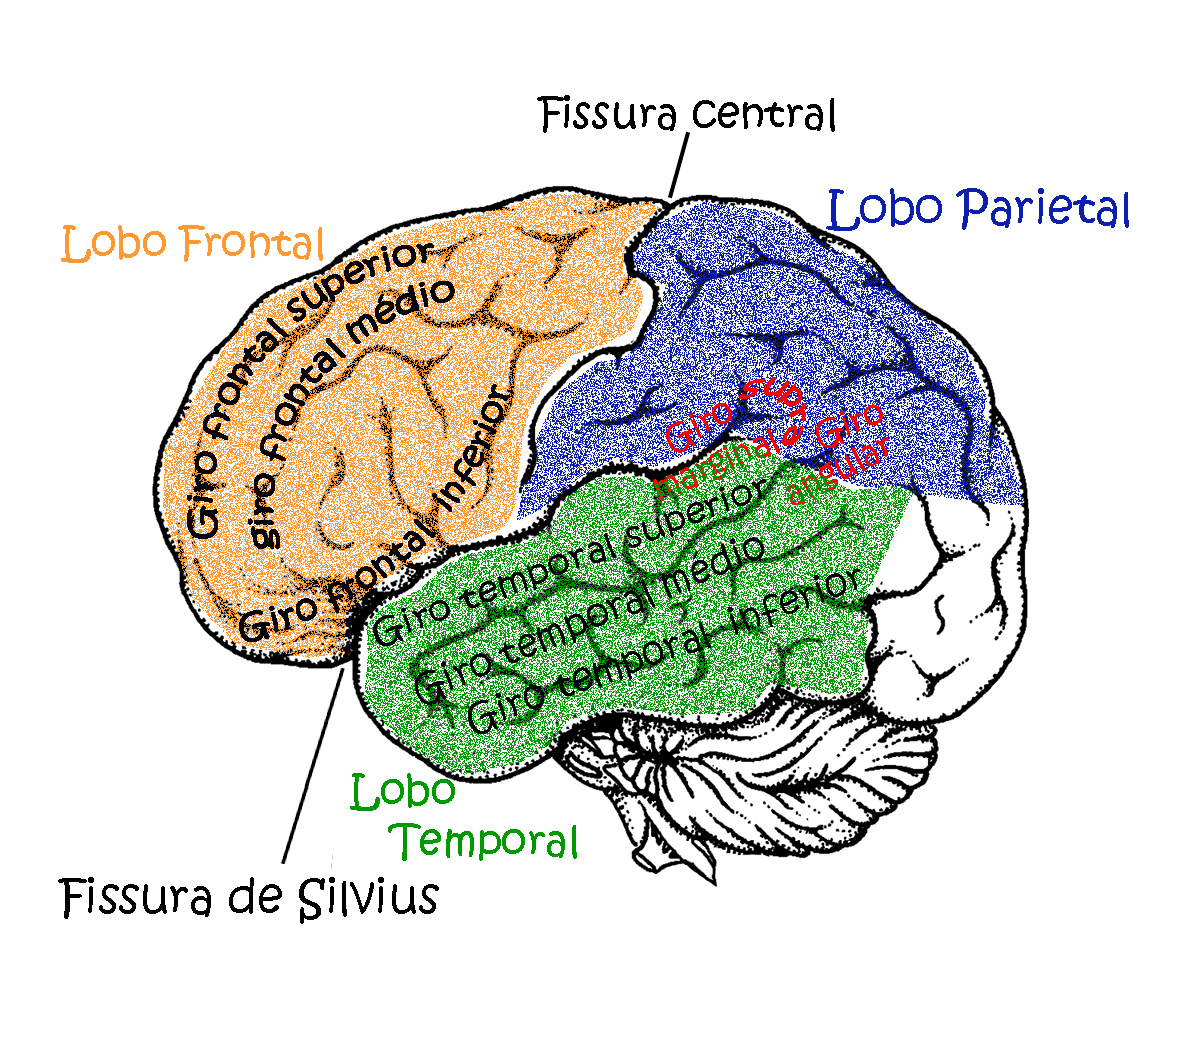 Fissura central
Lobo Parietal
Lobo Frontal
Giro frontal superior
giro frontal médio
Giro frontal inferior
Giro supra
marginal
Giro
angular
Giro temporal superior
Giro temporal medio
Giro temporal inferior
Lobo
Temporal
Fissura de Silvius